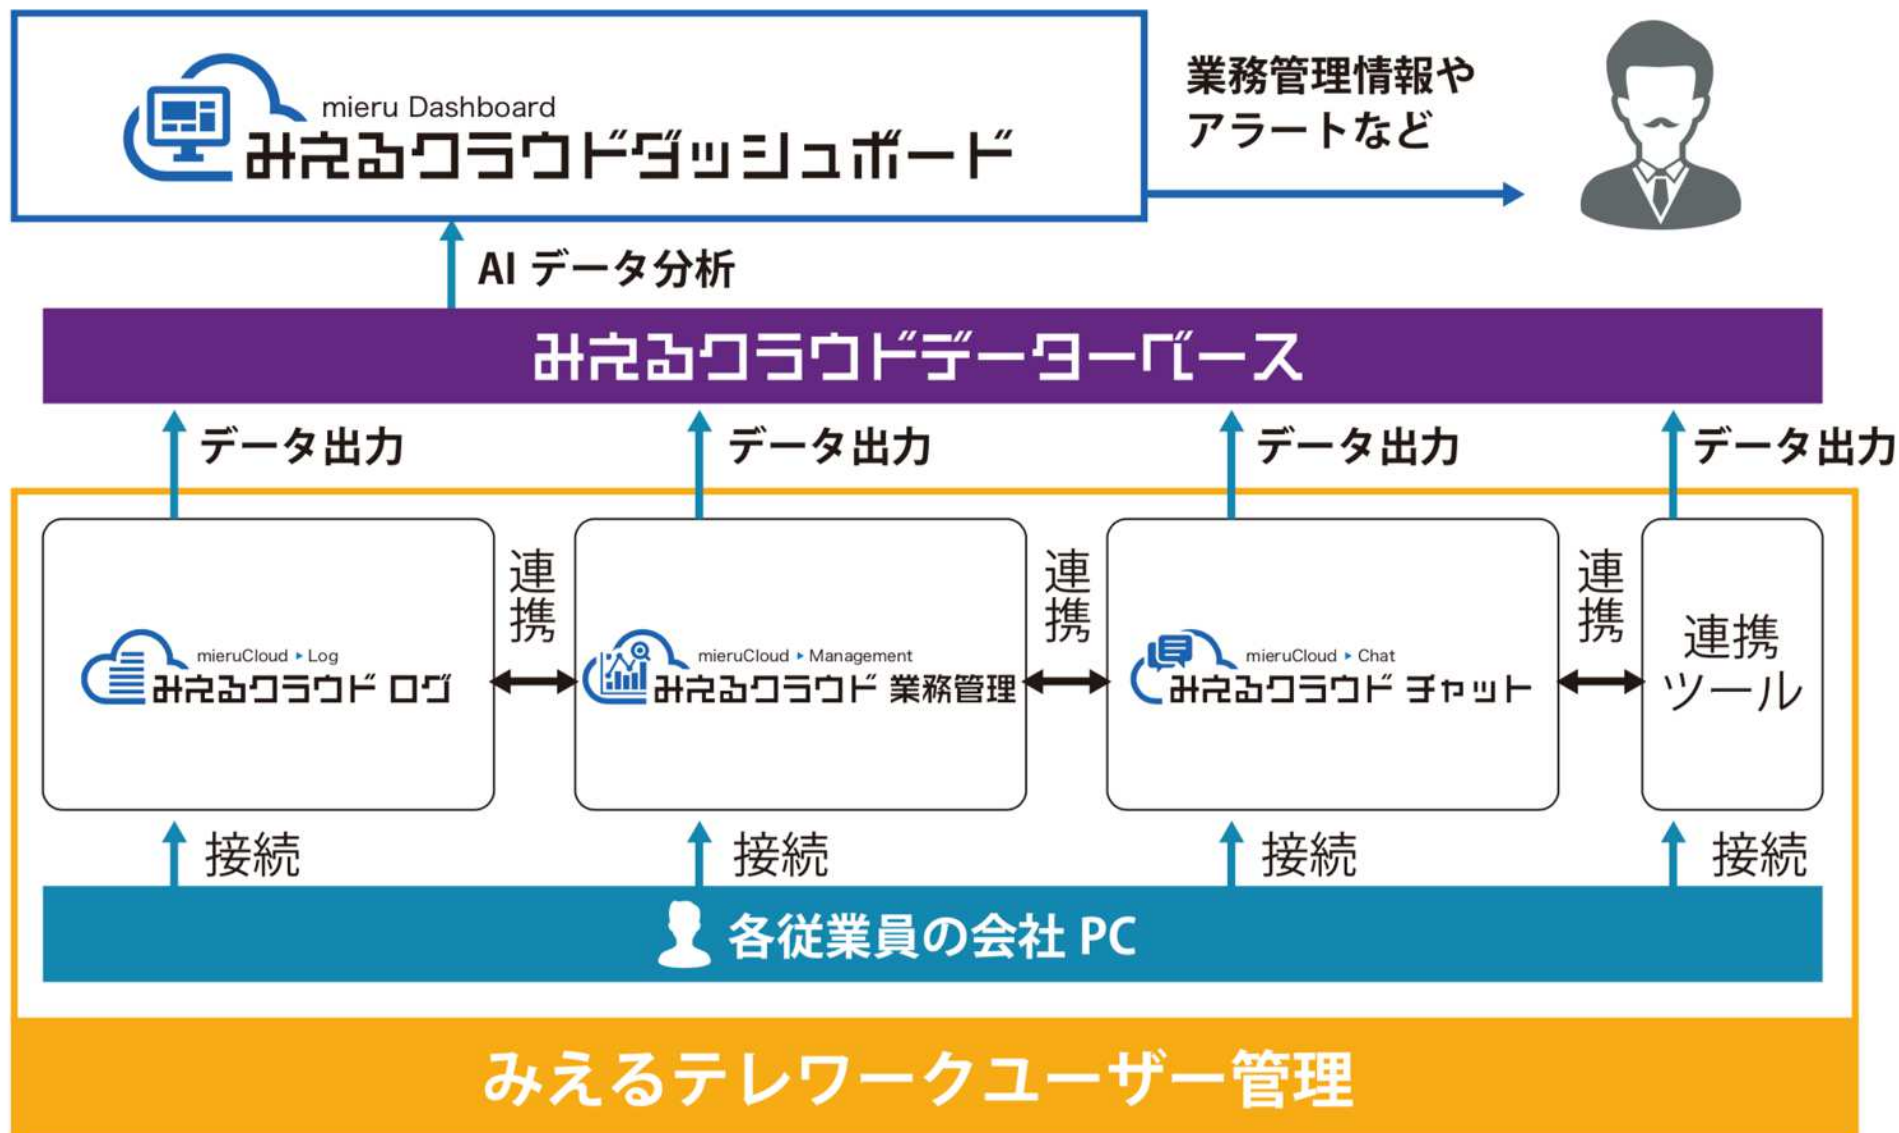 mieru Dashboard
みえるクラウドダッシュボード
業務管理情報や
アラートなど
AI データ分析
みえるクラウドデーターベース
データ出力
データ出力
データ出力
データ出力
連携
連携
連携
mieruCloud ▸ Log
みえるクラウド ログ
mieruCloud ▸ Management
みえるクラウド 業務管理
mieruCloud ▸ Chat
みえるクラウド チャット
連携
ツール
接続
接続
接続
接続
各従業員の会社 PC
みえるテレワークユーザー管理